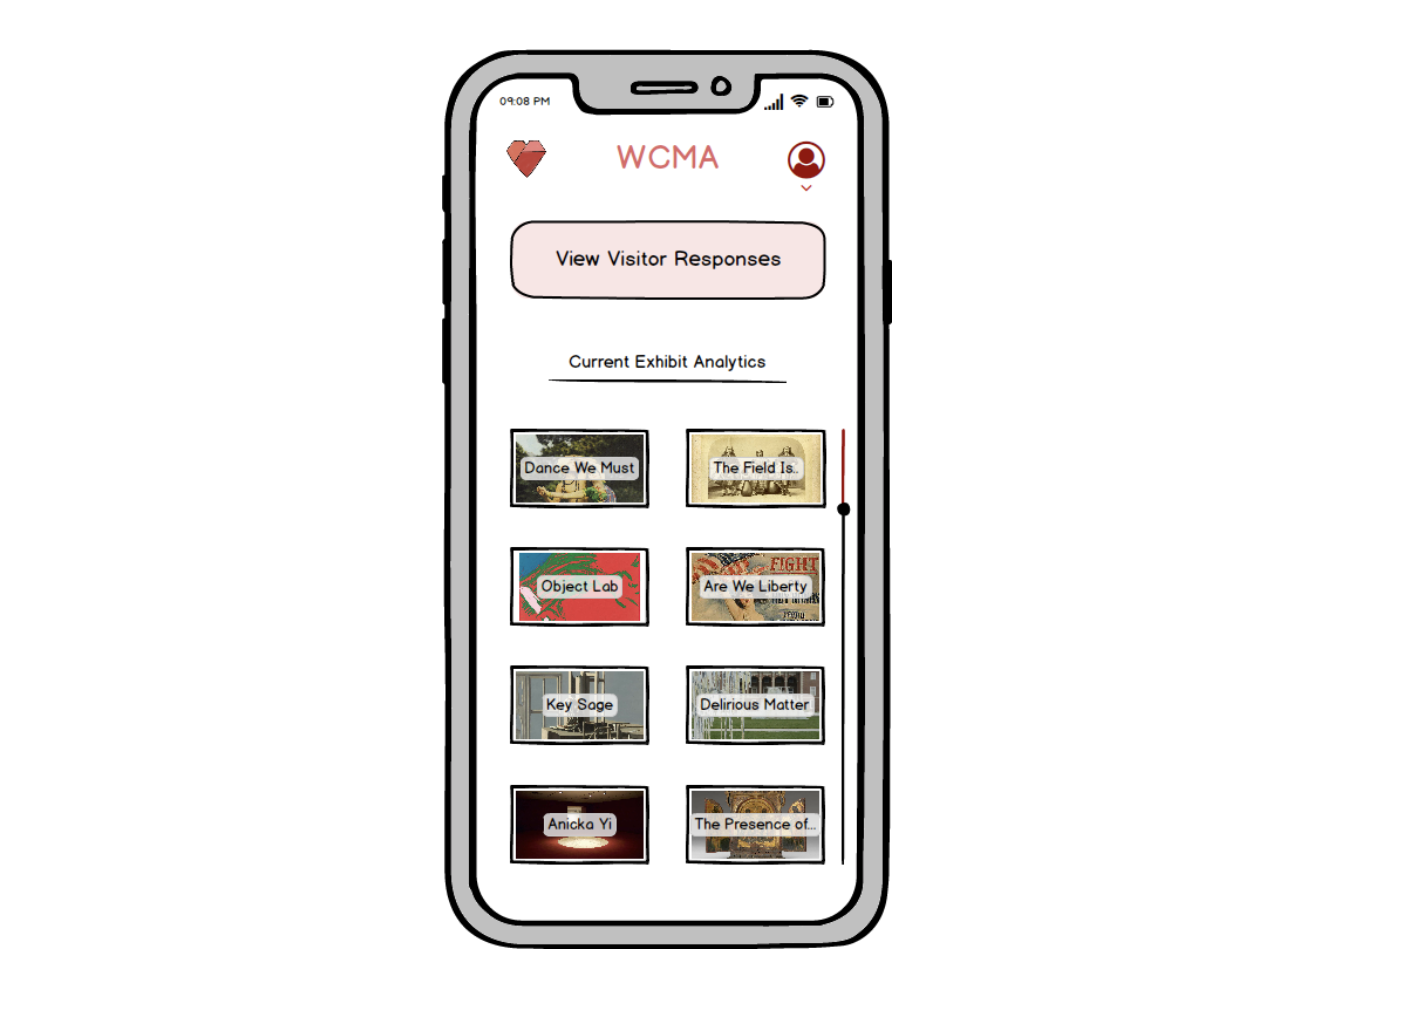 09:08 PM
WCMA
View Visitor Responses
Current Exhibit Analytics
Dance We Must
The Field Is..
Object Lab
FIGHT
Are We Liberty
Key Sage
Delirious Matter
Anicka Yi
The Presence of...